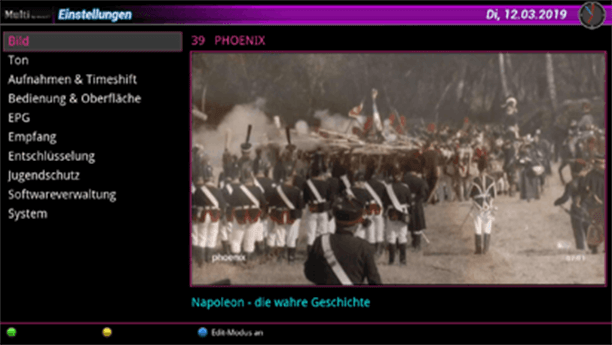 Multi
Einstellungen
Di, 12.03.2019
Bild
Ton
Aufnahmen & Timeshift
Bedienung & Oberfläche
EPG
Empfang
Entschlüsselung
Jugendschutz
Softwareverwaltung
System
39 PHOENIX
phoenix
Napoleon - die wahre Geschichte
Edit-Modus an